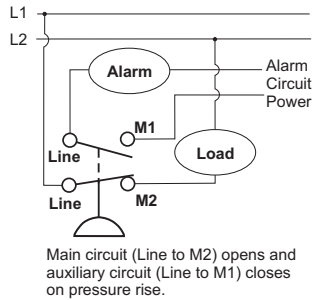 L1
L2
Alarm
Alarm
Circuit
Power
M1
Line
Load
Line
M2
Main circuit (Line to M2) opens and
auxiliary circuit (Line to M1) closes
on pressure rise.